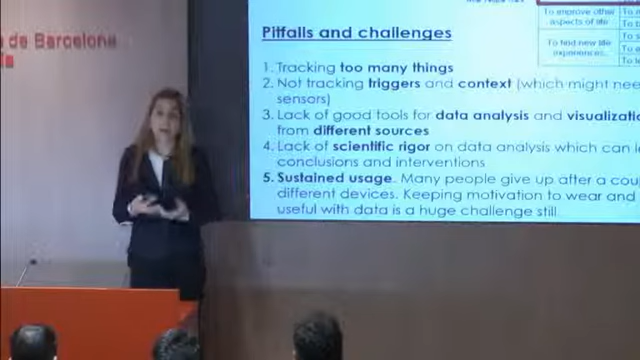 a de Barcelona
To improve other
aspects of life
To find new life
experiences
Pitfalls and challenges
1. Tracking too many things
2. Not tracking triggers and context (which might
sensors)
3. Lack of good tools for data analysis and
from different sources
4. Lack of scientific rigor on data analysis which can
conclusions and interventions
5. Sustained usage. Many people give up after a
different devices. Keeping motivation to wear and
useful with data is a huge challenge still